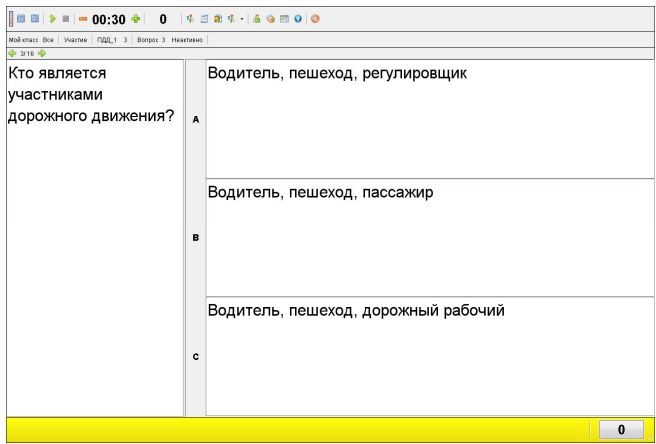 00:30 0
Мой класс Все Участие ПДД_1 3 Вопрос 3 Неактивно
3/16
Кто является
участниками
дорожного движения?
A
Водитель, пешеход, регулировщик
B
Водитель, пешеход, пассажир
C
Водитель, пешеход, дорожный рабочий
0